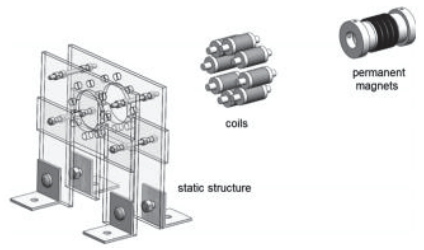 permanent
magnets
coils
static structure